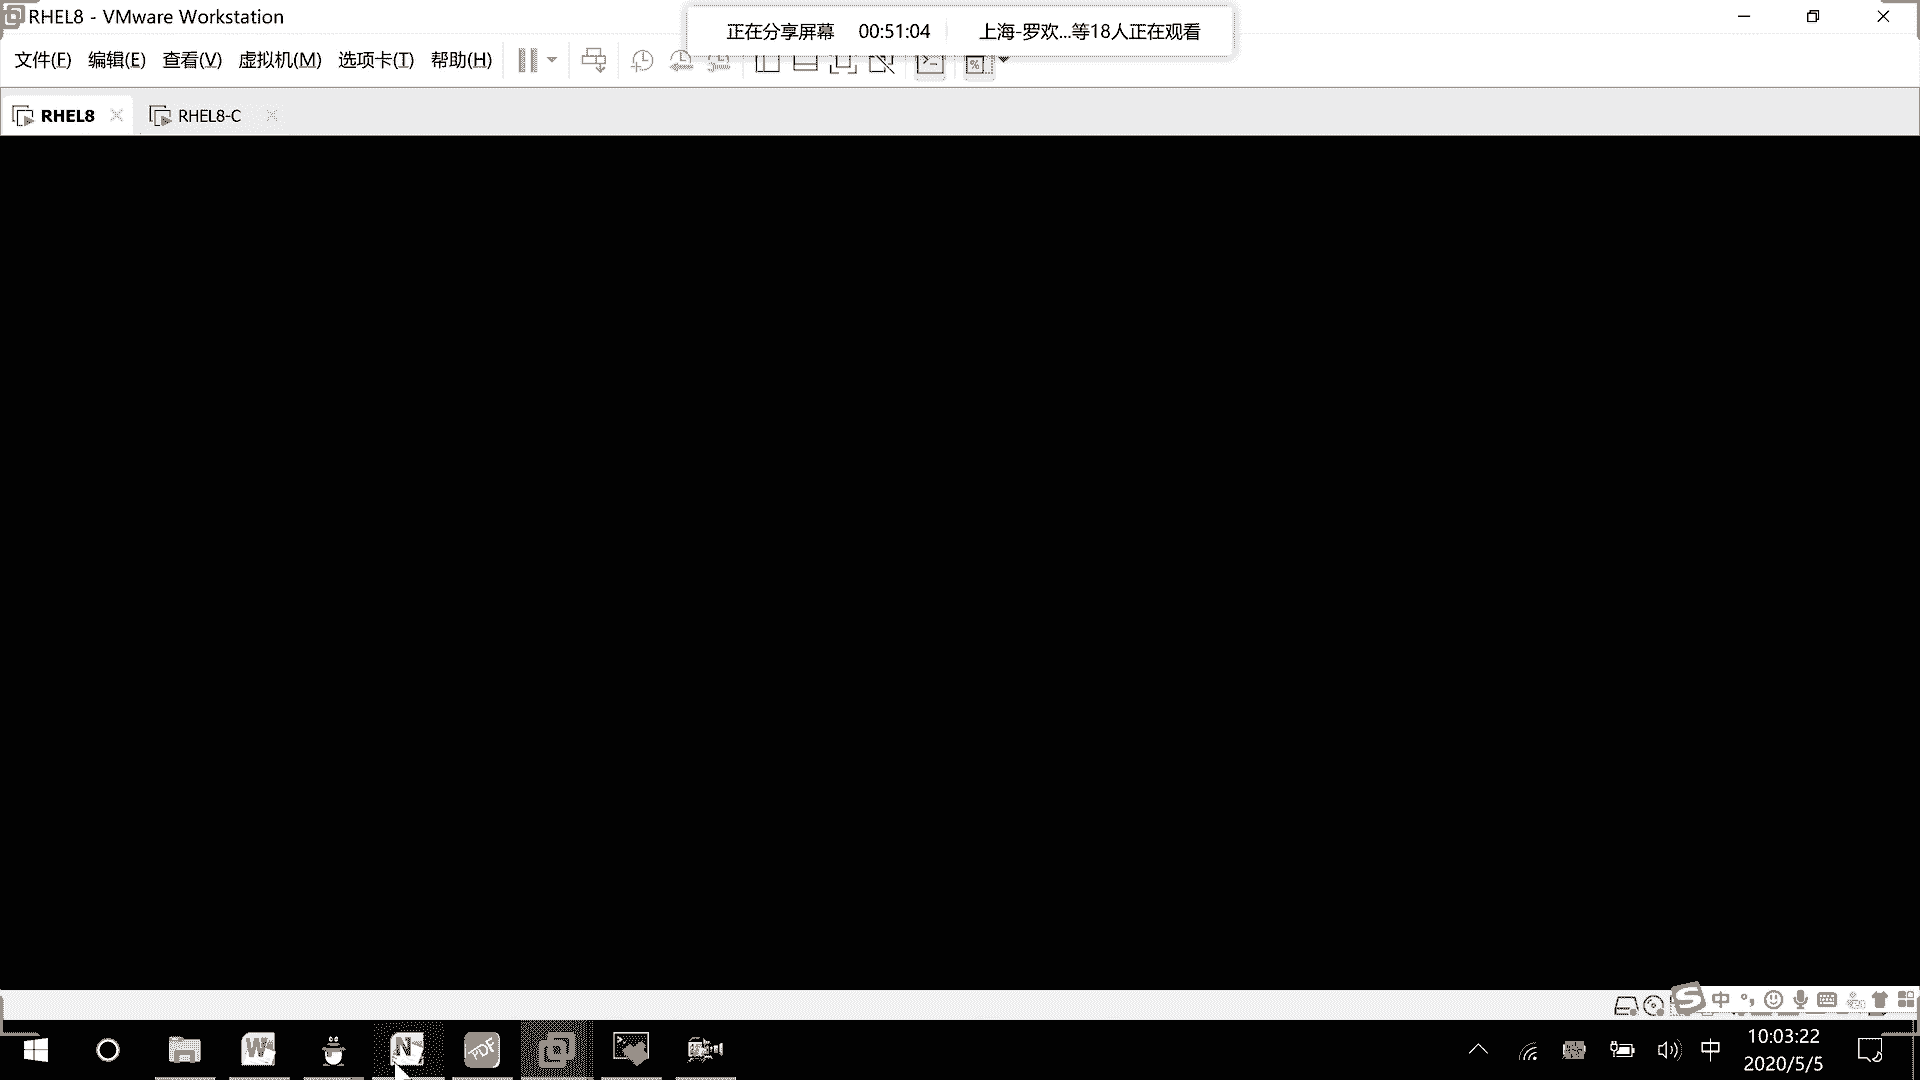 RHEL8 - VMware Workstation
正在分享屏幕 00:51:04 上海-罗欢...等18人正在观看
文件(F) 编辑(E) 查看(V) 虚拟机(M) 选项卡(T) 帮助(H)
RHEL8 RHEL8-C
中
W N PDF 中 10:03:22
2020/5/5